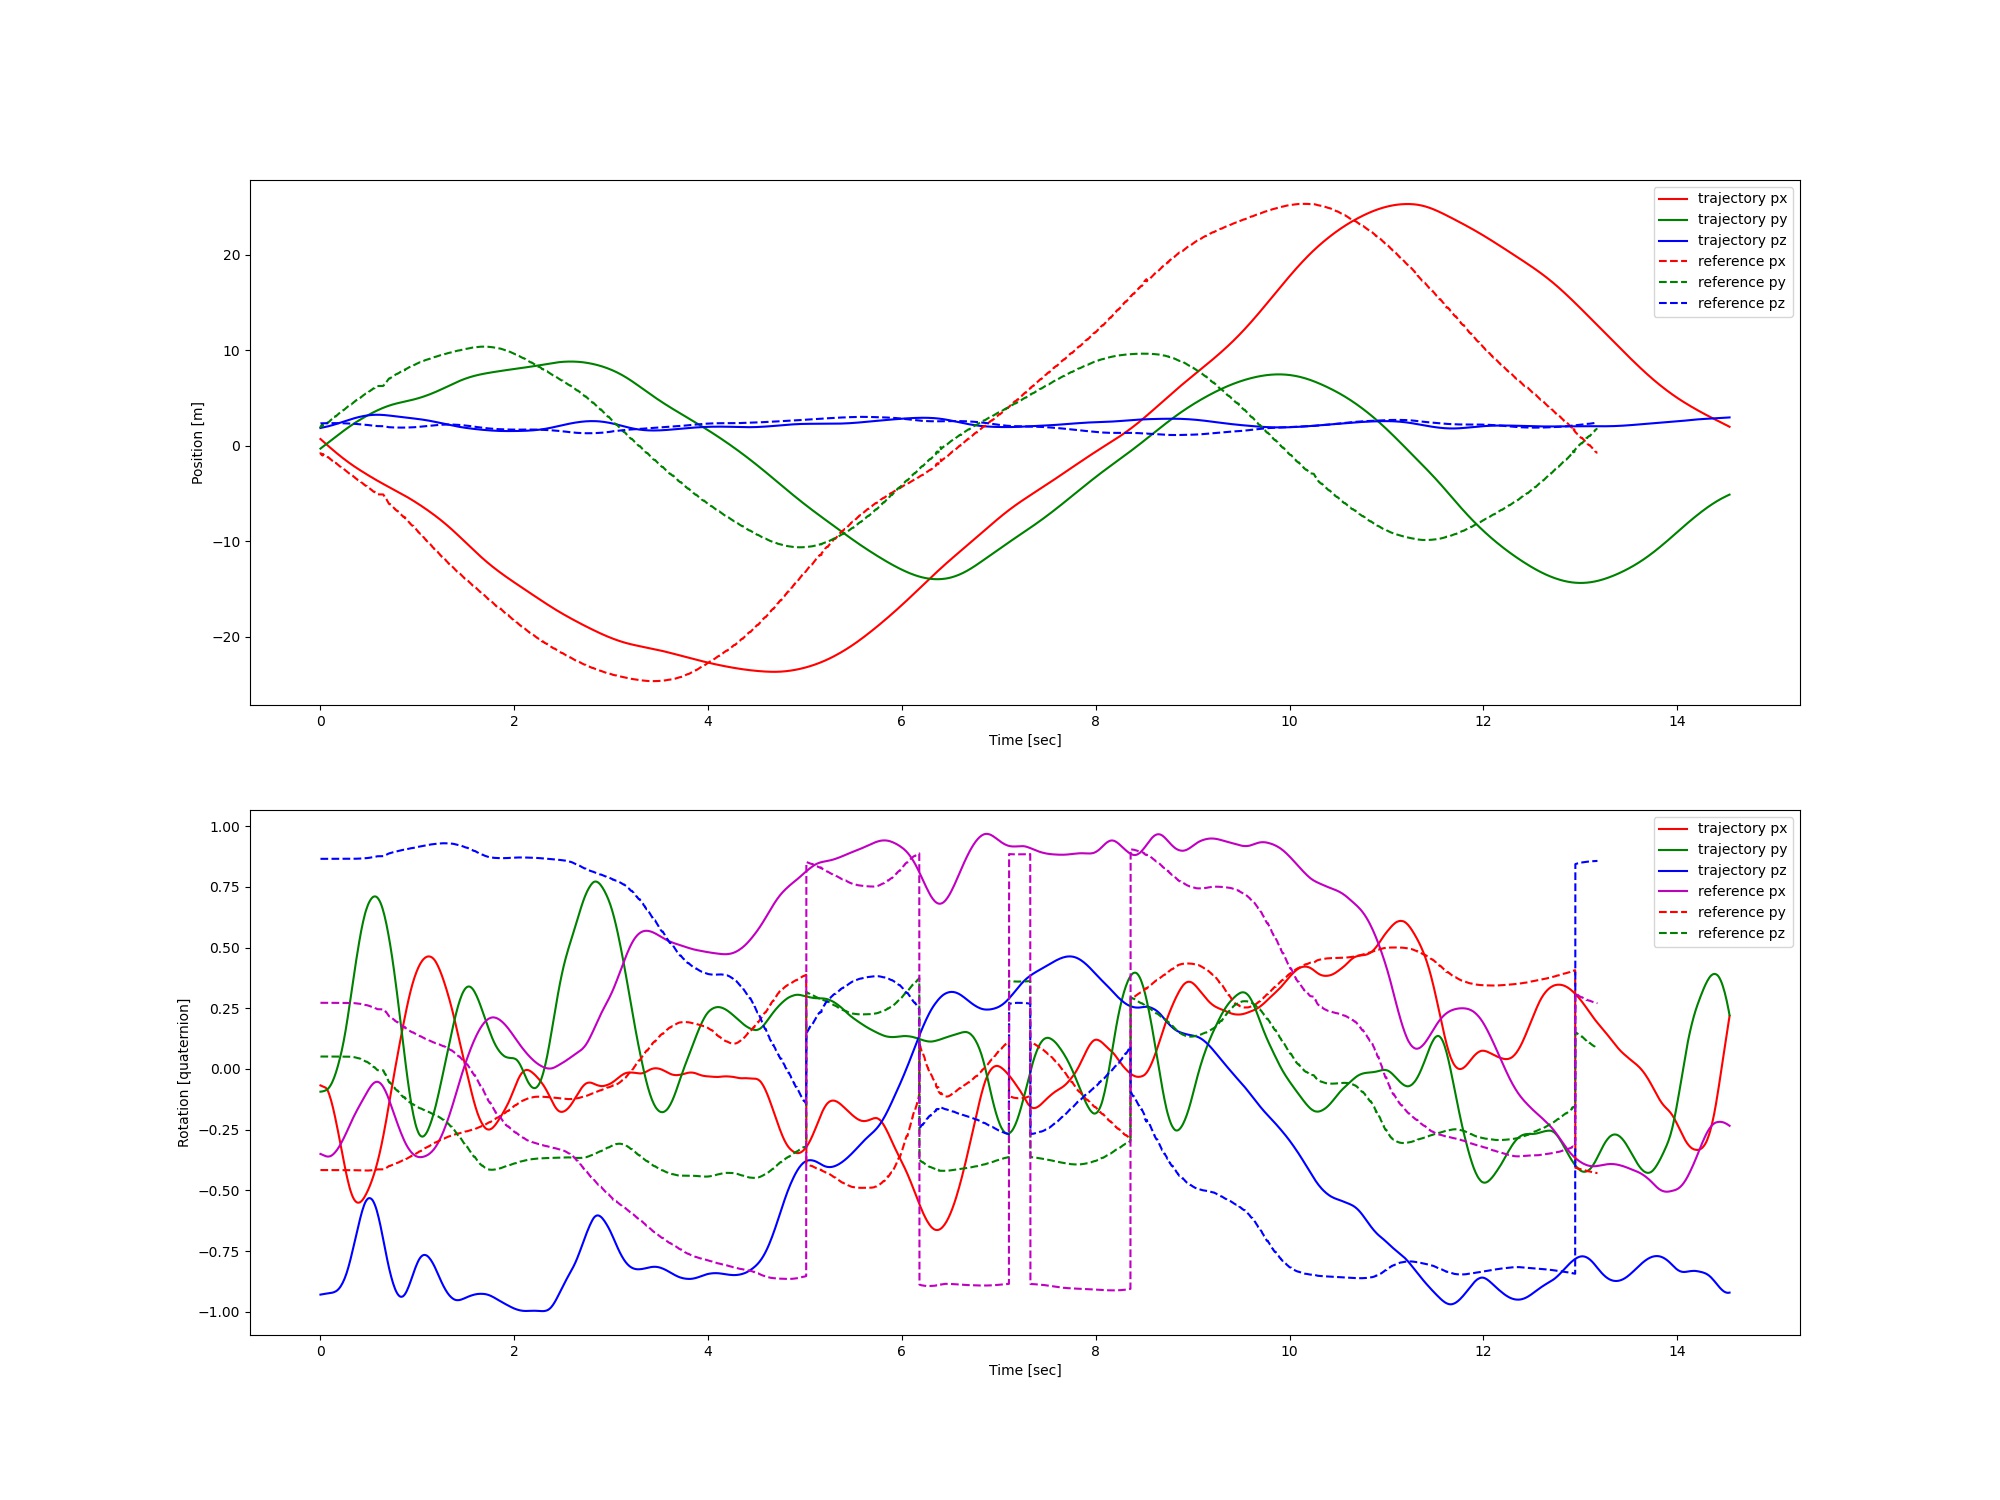 trajectory px
trajectory py
trajectory pz
reference px
reference py
reference pz
Position [m]
20
10
0
−10
−20
0 2 4 6 8 10 12 14
Time [sec]
trajectory px
trajectory py
trajectory pz
reference px
reference py
reference pz
Rotation [quaternion]
1.00
0.75
0.50
0.25
0.00
−0.25
−0.50
−0.75
−1.00
0 2 4 6 8 10 12 14
Time [sec]